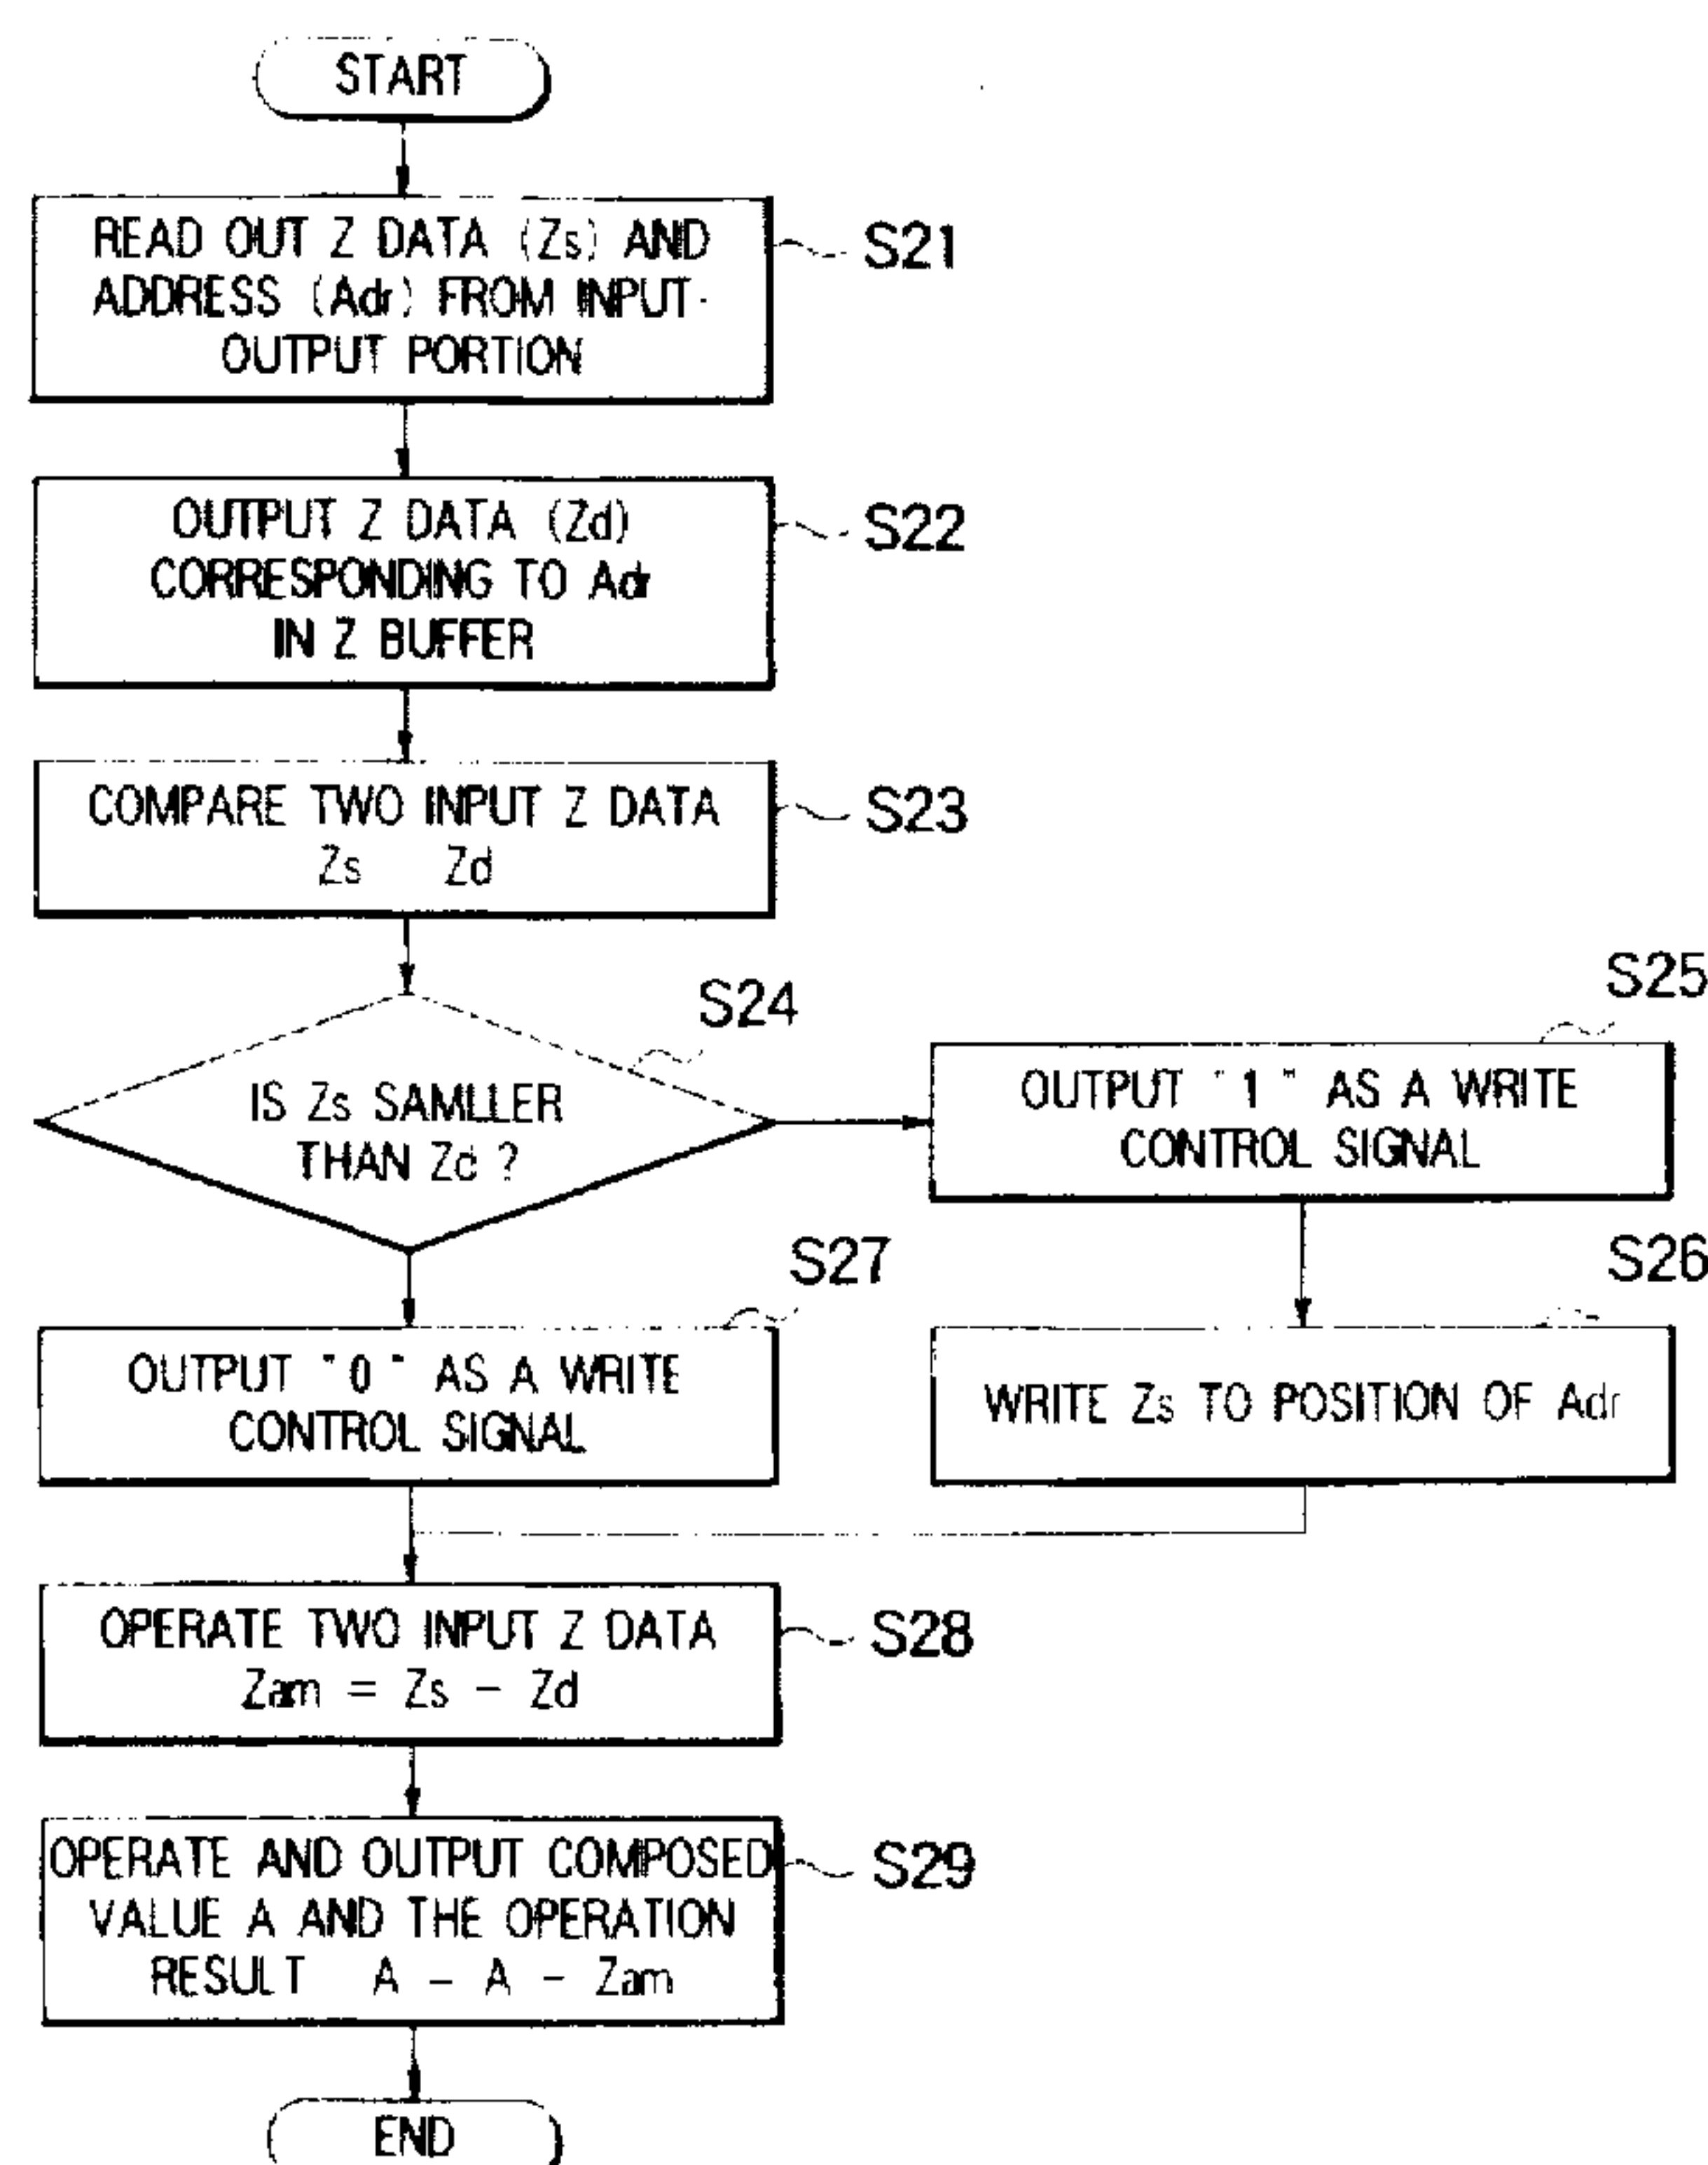 START
READ OUT Z DATA (Zs) AND
ADDRESS (Adr) FROM INPUT-
OUTPUT PORTION
S21
OUTPUT Z DATA (Zd)
CORRESPONDING TO Adr
IN Z BUFFER
S22
COMPARE TWO INPUT Z DATA
Zs Zd
S23
S24
IS Zs SAMLLER
THAN Zd ?
S25
OUTPUT "1" AS A WRITE
CONTROL SIGNAL
S26
WRITE Zs TO POSITION OF Adr
S27
OUTPUT "0" AS A WRITE
CONTROL SIGNAL
OPERATE TWO INPUT Z DATA
Zam = Zs - Zd
S28
OPERATE AND OUTPUT COMPOSED
VALUE A AND THE OPERATION
RESULT A - A - Zam
S29
END